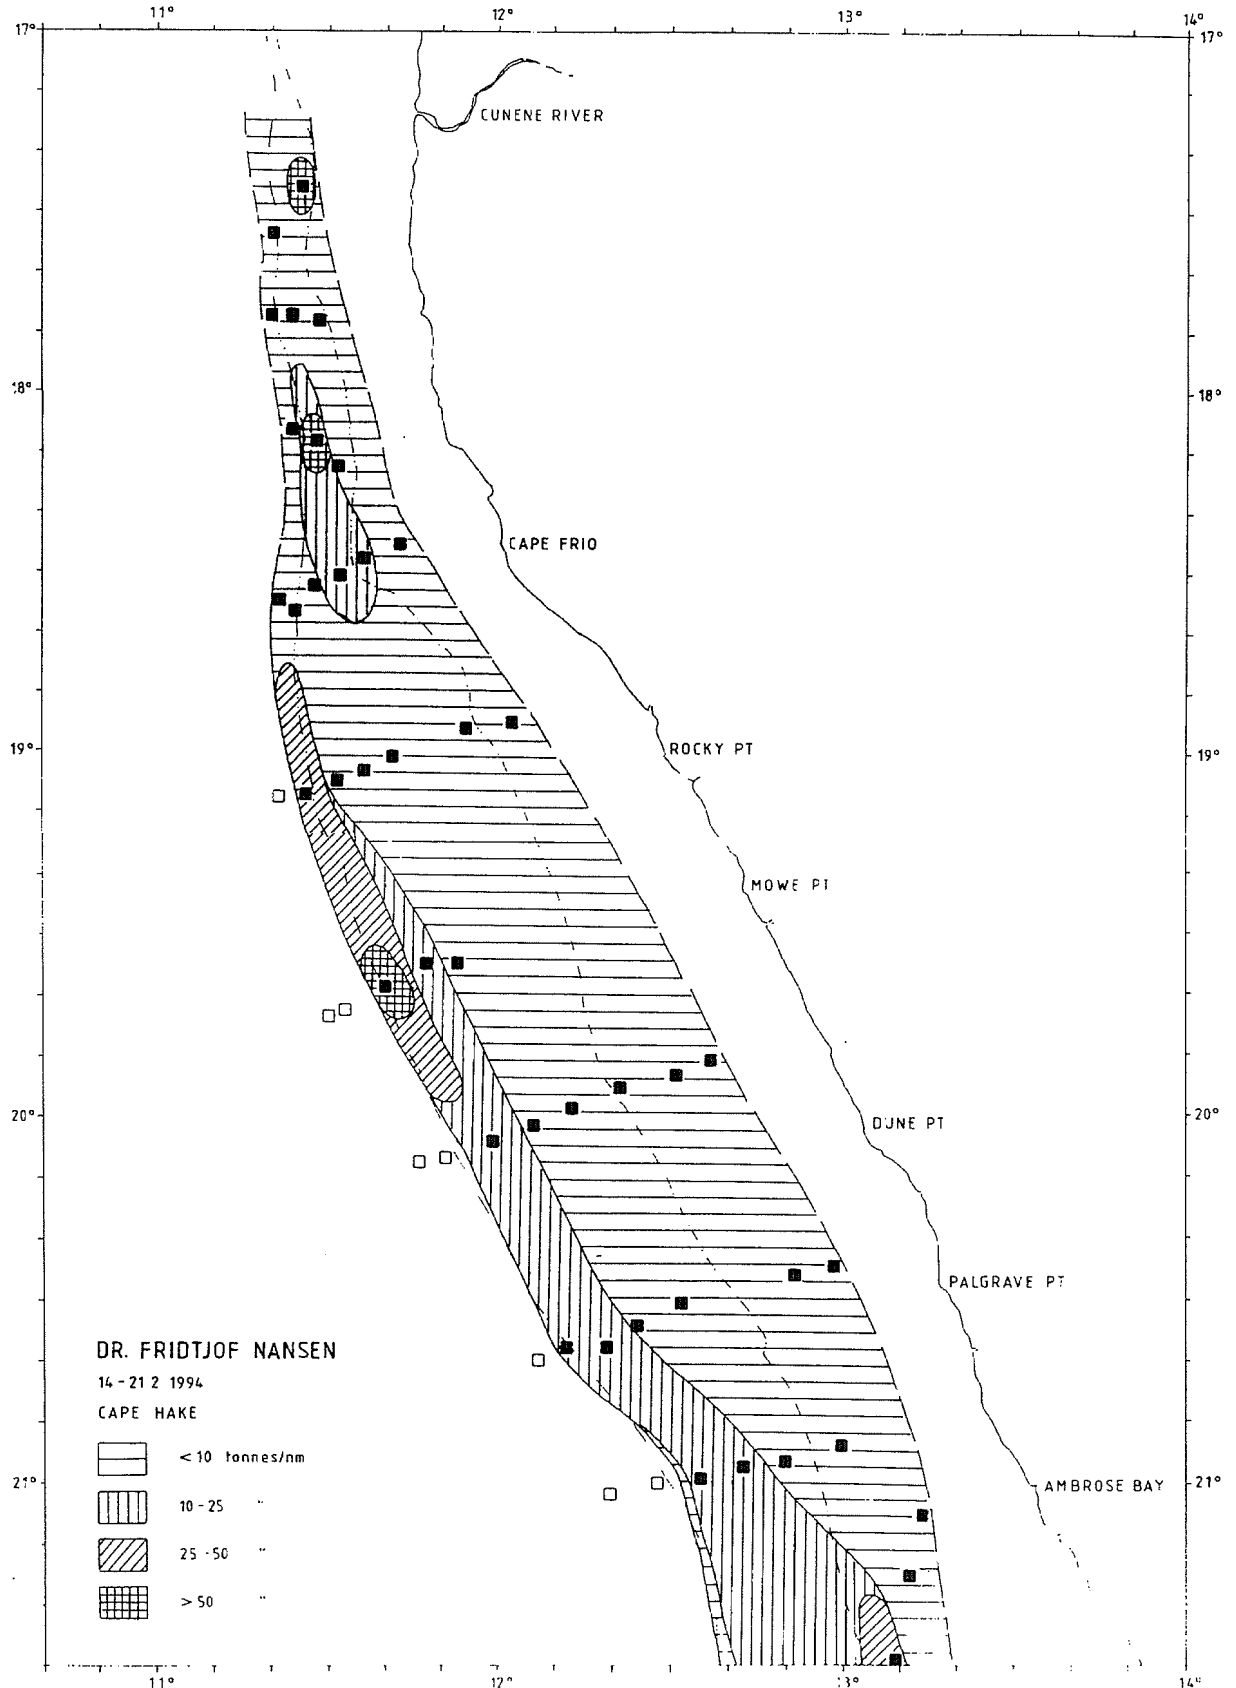 11° 12° 13° 14°
17° 17°
CUNENE RIVER
18° 18°
CAPE FRIO
19° ROCKY PT 19°
MOWE PT
20° DUNE PT 20°
PALGRAVE PT
DR. FRIDTJOF NANSEN
14-21 2 1994
CAPE HAKE
<10 tonnes/nm
21° AMBROSE BAY 21°
10-25 "
25-50 "
>50 "
11° 12° 13° 14°